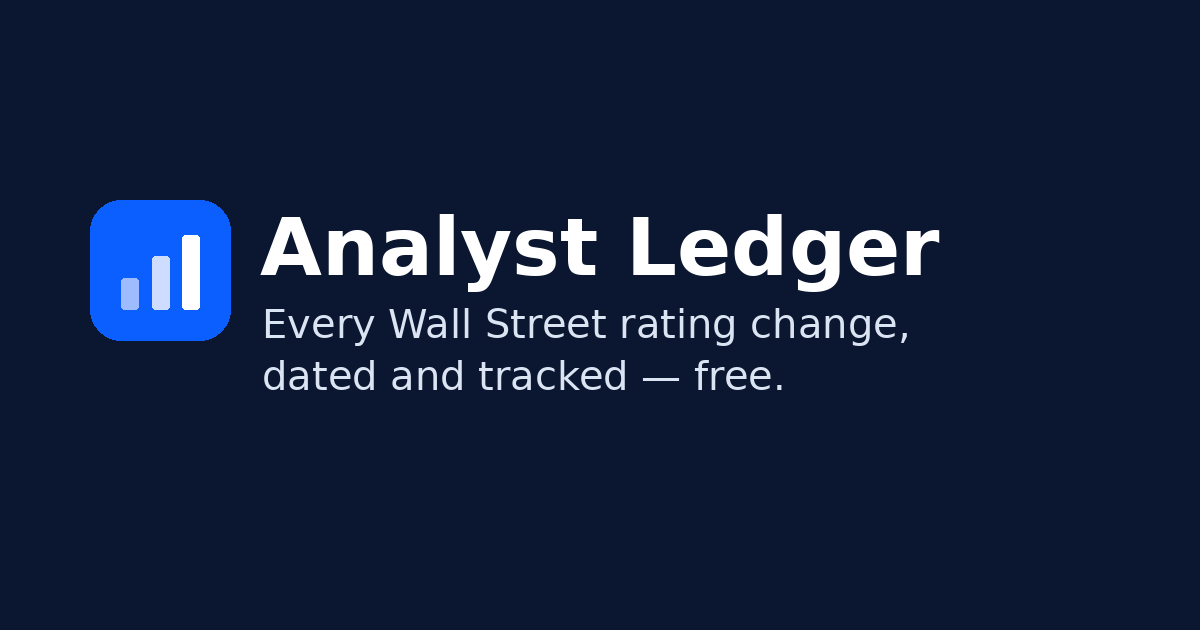 Analyst Ledger
Every Wall Street rating change,
dated and tracked — free.